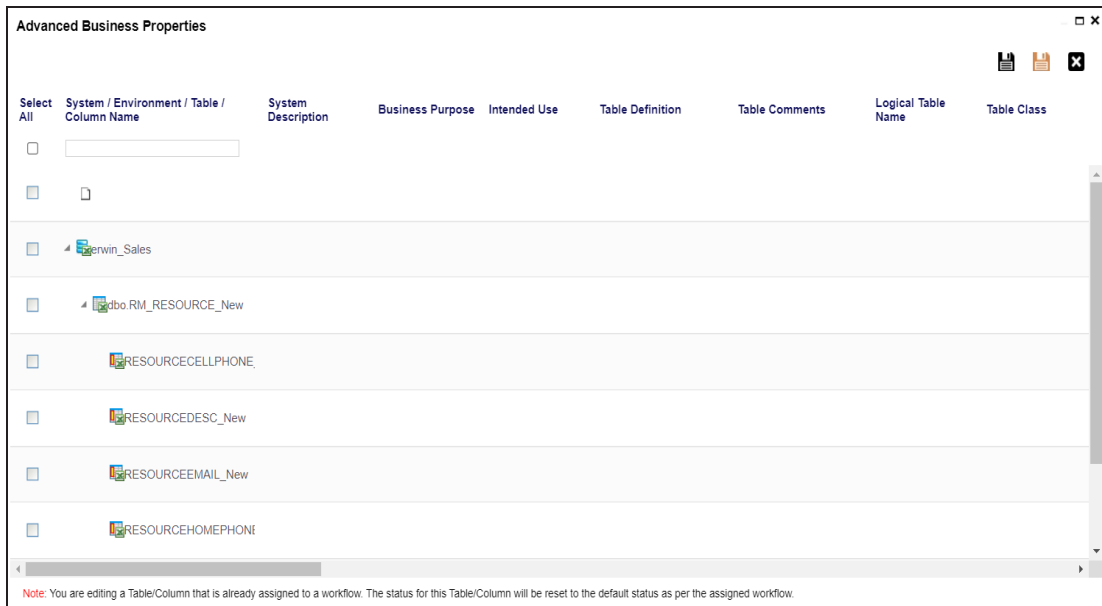 Advanced Business Properties
Select All
System / Environment / Table / Column Name
System Description
Business Purpose
Intended Use
Table Definition
Table Comments
Logical Table Name
Table Class
erwin_Sales
dbo.RM_RESOURCE_New
RESOURCECELLPHONE_
RESOURCEDESC_New
RESOURCEEMAIL_New
RESOURCEHOMEPHONE
Note: You are editing a Table/Column that is already assigned to a workflow. The status for this Table/Column will be reset to the default status as per the assigned workflow.